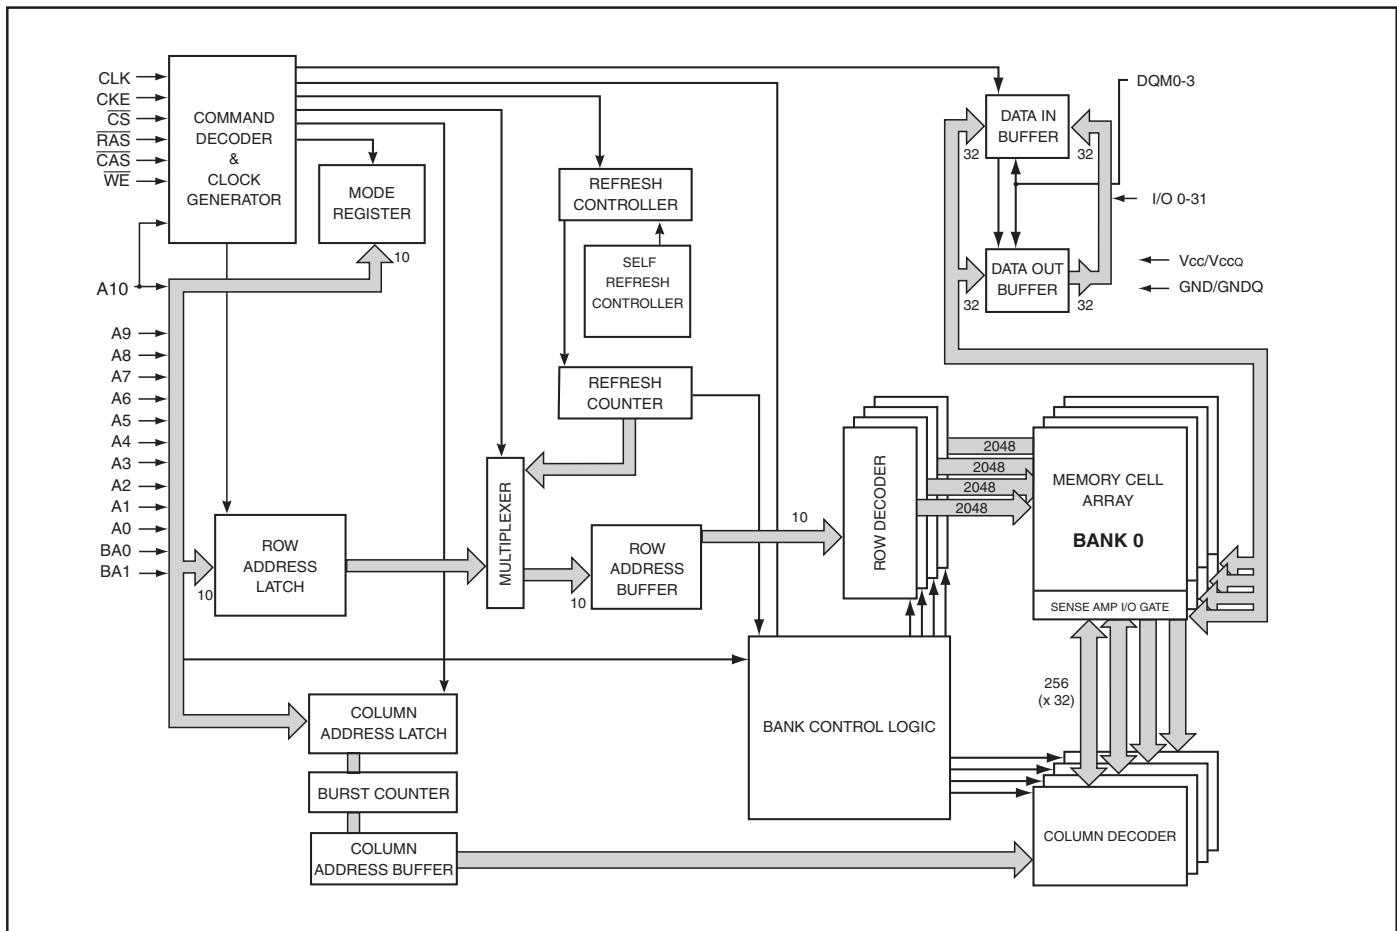 CLK
CKE
CS
RAS
CAS
WE
A10
A9
A8
A7
A6
A5
A4
A3
A2
A1
A0
BA0
BA1
COMMAND
DECODER
&
CLOCK
GENERATOR
MODE
REGISTER
10
REFRESH
CONTROLLER
SELF
REFRESH
CONTROLLER
REFRESH
COUNTER
DATA IN
BUFFER
32
32
DQM0-3
I/O 0-31
DATA OUT
BUFFER
32
32
Vcc/VccQ
GND/GNDQ
10
ROW
ADDRESS
LATCH
MULTIPLEXER
10
ROW
ADDRESS
BUFFER
10
ROW DECODER
2048
2048
2048
2048
MEMORY CELL
ARRAY
BANK 0
SENSE AMP I/O GATE
256
(x 32)
BANK CONTROL LOGIC
COLUMN
ADDRESS LATCH
BURST COUNTER
COLUMN
ADDRESS BUFFER
COLUMN DECODER